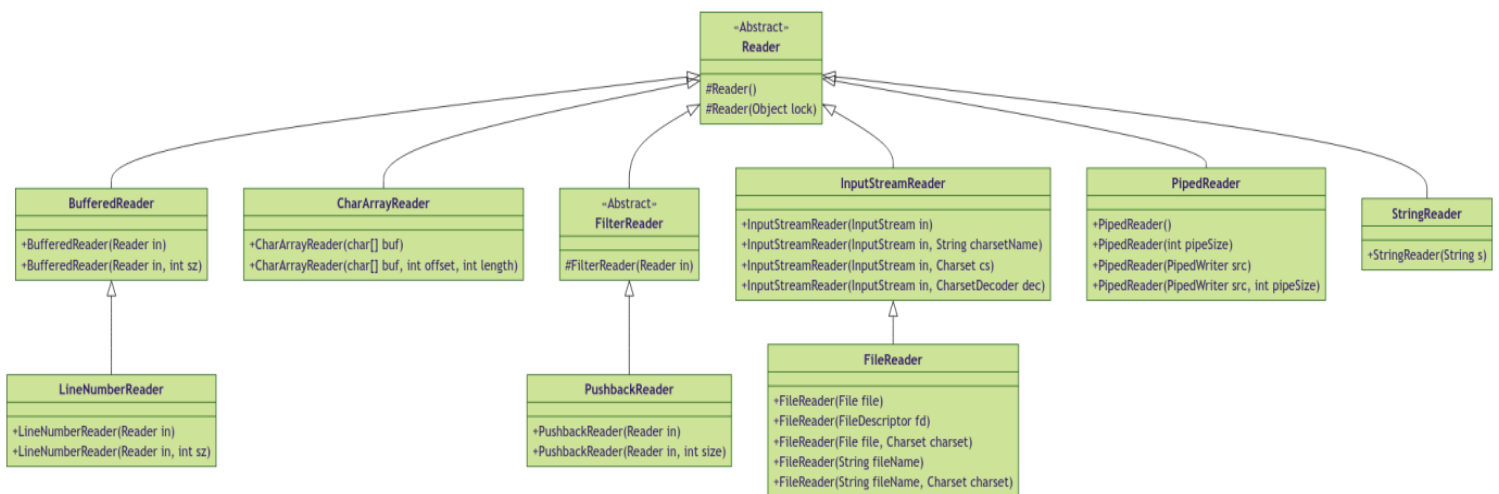 «Abstract»
Reader
#Reader()
#Reader(Object lock)
BufferedReader
+BufferedReader(Reader in)
+BufferedReader(Reader in, int sz)
CharArrayReader
+CharArrayReader(char[] buf)
+CharArrayReader(char[] buf, int offset, int length)
«Abstract»
FilterReader
#FilterReader(Reader in)
InputStreamReader
+InputStreamReader(InputStream in)
+InputStreamReader(InputStream in, String charsetName)
+InputStreamReader(InputStream in, Charset cs)
+InputStreamReader(InputStream in, CharsetDecoder dec)
PipedReader
+PipedReader()
+PipedReader(int pipeSize)
+PipedReader(PipedWriter src)
+PipedReader(PipedWriter src, int pipeSize)
StringReader
+StringReader(String s)
LineNumberReader
+LineNumberReader(Reader in)
+LineNumberReader(Reader in, int sz)
PushbackReader
+PushbackReader(Reader in)
+PushbackReader(Reader in, int size)
FileReader
+FileReader(File file)
+FileReader(FileDescriptor fd)
+FileReader(File file, Charset charset)
+FileReader(String fileName)
+FileReader(String fileName, Charset charset)